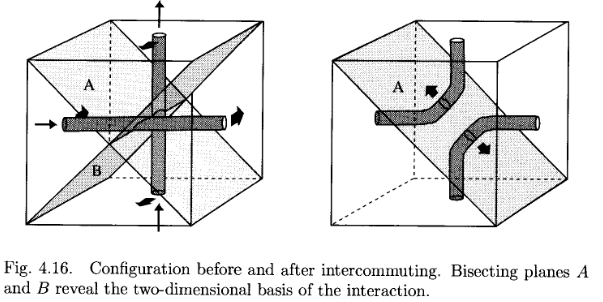 A
B
A
Fig. 4.16. Configuration before and after intercommuting. Bisecting planes A
and B reveal the two-dimensional basis of the interaction.